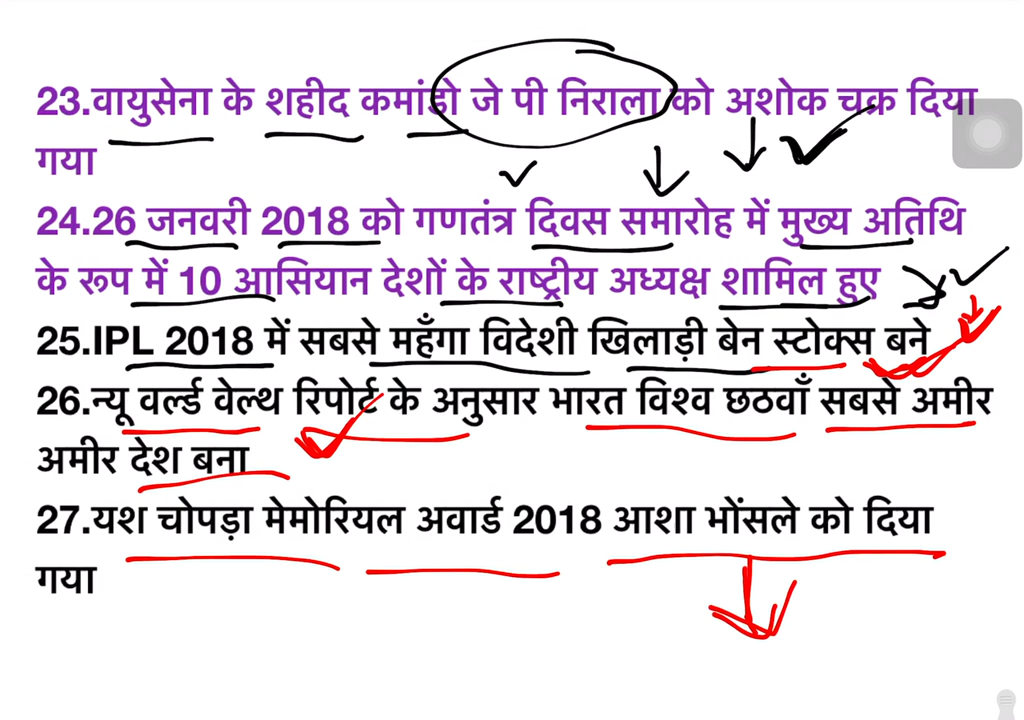 23.वायुसेना के शहीद कमांडो जे पी निराला को अशोक चक्र दिया
गया
24.26 जनवरी 2018 को गणतंत्र दिवस समारोह में मुख्य अतिथि
के रूप में 10 आसियान देशों के राष्ट्रीय अध्यक्ष शामिल हुए
25.IPL 2018 में सबसे महँगा विदेशी खिलाड़ी बेन स्टोक्स बने
26.न्यू वर्ल्ड वेल्थ रिपोर्ट के अनुसार भारत विश्व छठवाँ सबसे अमीर
अमीर देश बना
27.यश चोपड़ा मेमोरियल अवार्ड 2018 आशा भोंसले को दिया
गया